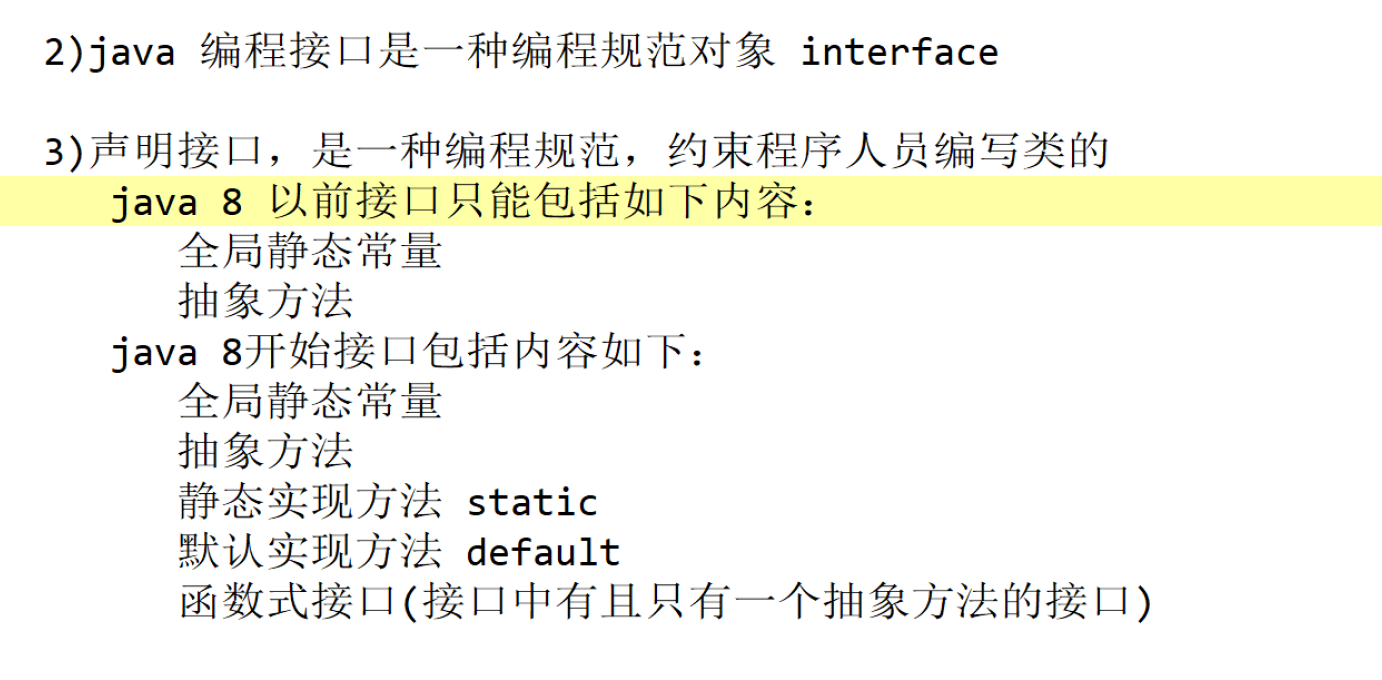 2)java 编程接口是一种编程规范对象 interface
3)声明接口，是一种编程规范，约束程序人员编写类的
java 8 以前接口只能包括如下内容：
全局静态常量
抽象方法
java 8开始接口包括内容如下：
全局静态常量
抽象方法
静态实现方法 static
默认实现方法 default
函数式接口(接口中有且只有一个抽象方法的接口)